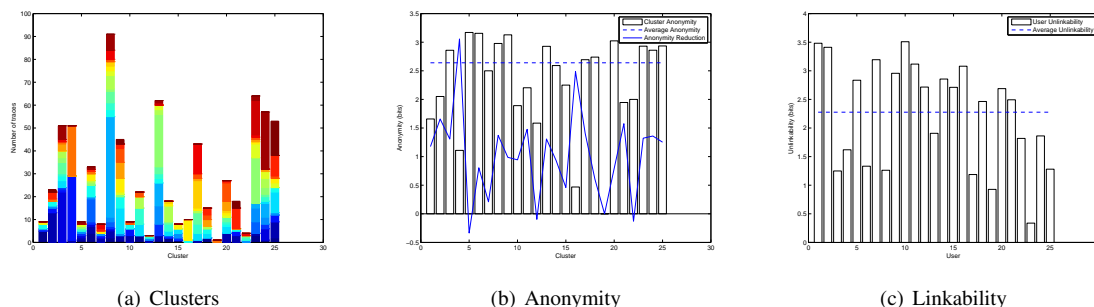 100
90
80
70
60
50
40
30
20
10
0
Number of traces
0 5 10 15 20 25 30
Cluster
(a) Clusters
3.5
3
2.5
2
1.5
1
0.5
0
−0.5
Anonymity (bits)
Cluster Anonymity
Average Anonymity
Anonymity Reduction
0 5 10 15 20 25 30
Cluster
(b) Anonymity
4
3.5
3
2.5
2
1.5
1
0.5
0
Unlinkability (bits)
User Unlinkability
Average Unlinkability
0 5 10 15 20 25
User
(c) Linkability